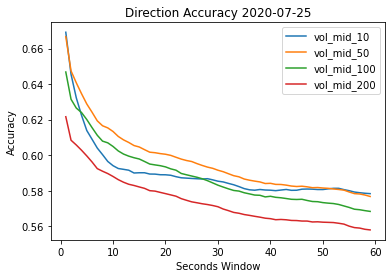 Direction Accuracy 2020-07-25
vol_mid_10
vol_mid_50
vol_mid_100
vol_mid_200
Accuracy
0.66
0.64
0.62
0.60
0.58
0.56
0 10 20 30 40 50 60
Seconds Window